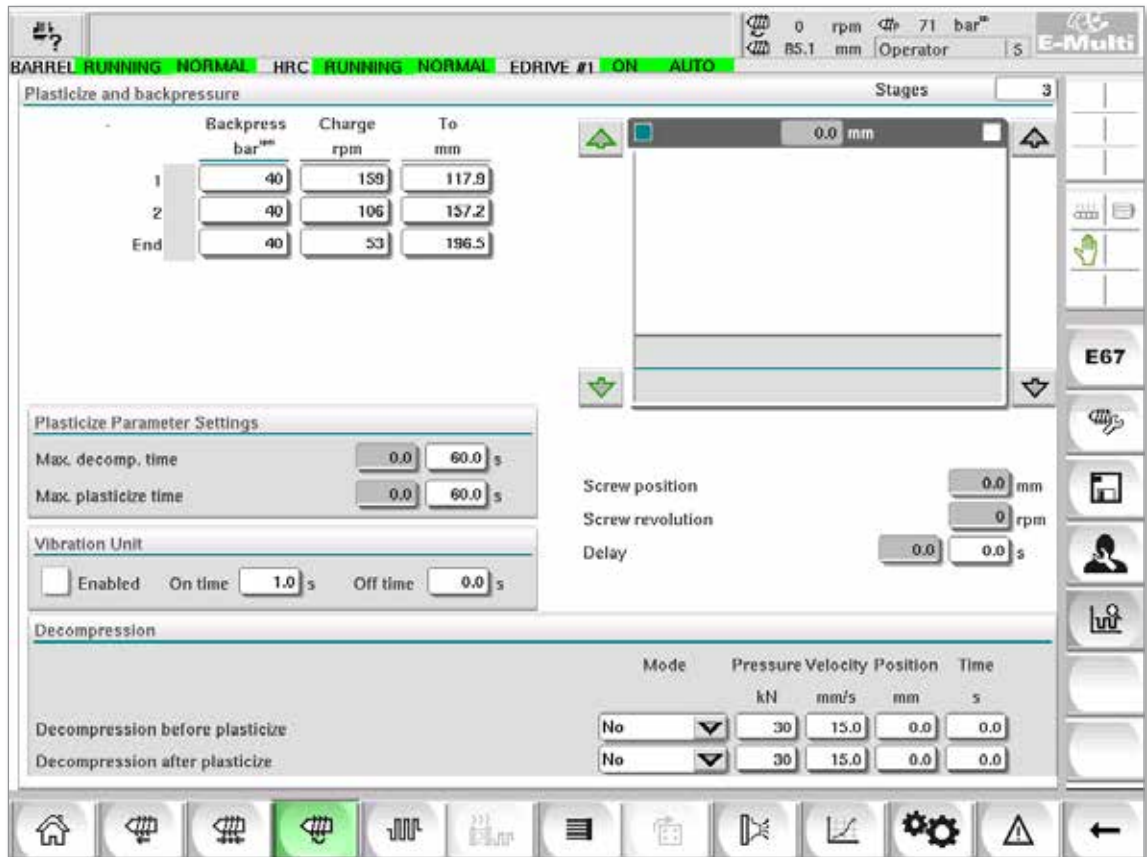 0 rpm 71 bar
85.1 mm Operator S
E-Multi
BARREL RUNNING NORMAL HRC RUNNING NORMAL EDRIVE #1 ON AUTO
Plasticize and backpressure Stages 3
- Backpress Charge To
bar rpm mm
0.0 mm
1 40 159 117.9
2 40 106 157.2
End 40 53 196.5
E67
Plasticize Parameter Settings
Max. decomp. time 0.0 60.0 s
Max. plasticize time 0.0 60.0 s
Screw position 0.0 mm
Screw revolution 0 rpm
Delay 0.0 0.0 s
Vibration Unit
Enabled On time 1.0 s Off time 0.0 s
Decompression
Mode Pressure Velocity Position Time
kN mm/s mm s
Decompression before plasticize No 30 15.0 0.0 0.0
Decompression after plasticize No 30 15.0 0.0 0.0